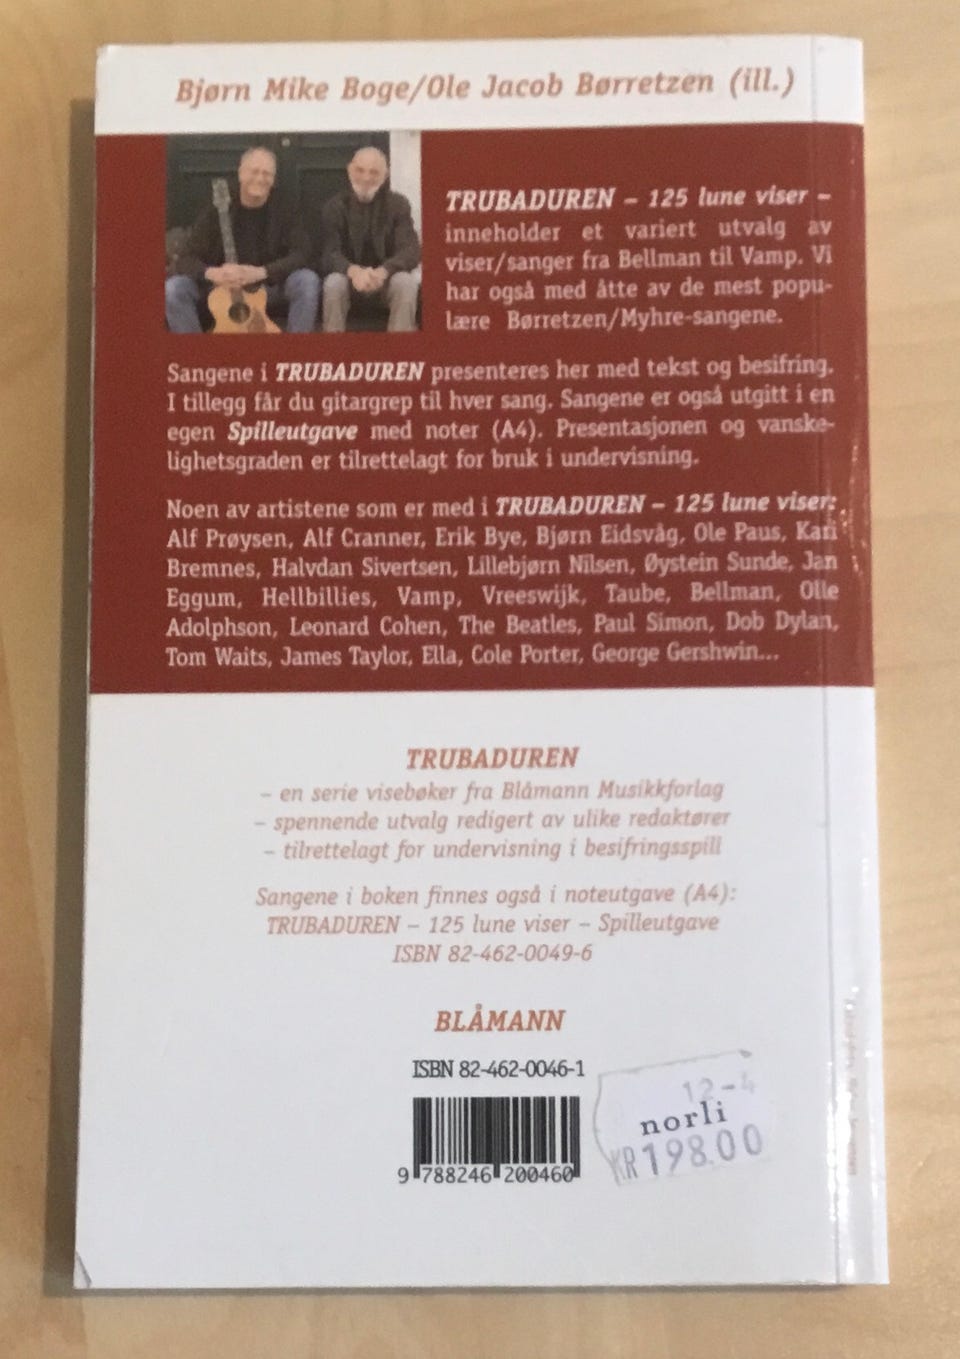 Bjørn Mike Boge/Ole Jacob Børretzen (ill.)
TRUBADUREN – 125 lune viser –
inneholder et variert utvalg av
viser/sanger fra Bellman til Vamp. Vi
har også med åtte av de mest popu-
lære Børretzen/Myhre-sangene.
Sangene i TRUBADUREN presenteres her med tekst og besifring.
I tillegg får du gitargrep til hver sang. Sangene er også utgitt i en
egen Spilleutgave med noter (A4). Presentasjonen og vanske-
lighetsgraden er tilrettelagt for bruk i undervisning.
Noen av artistene som er med i TRUBADUREN – 125 lune viser:
Alf Prøysen, Alf Cranner, Erik Bye, Bjørn Eidsvåg, Ole Paus, Kari
Bremnes, Halvdan Sivertsen, Lillebjørn Nilsen, Øystein Sunde, Jan
Eggum, Hellbillies, Vamp, Vreeswijk, Taube, Bellman, Olle
Adolphson, Leonard Cohen, The Beatles, Paul Simon, Dob Dylan,
Tom Waits, James Taylor, Ella, Cole Porter, George Gershwin...
TRUBADUREN
– en serie visebøker fra Blåmann Musikkforlag
– spennende utvalg redigert av ulike redaktører
– tilrettelagt for undervisning i besifringsspill
Sangene i boken finnes også i noteutgave (A4):
TRUBADUREN – 125 lune viser – Spilleutgave
ISBN 82-462-0049-6
BLÅMANN
ISBN 82-462-0046-1
9 788246 200460
12-4
norli
KR198.00